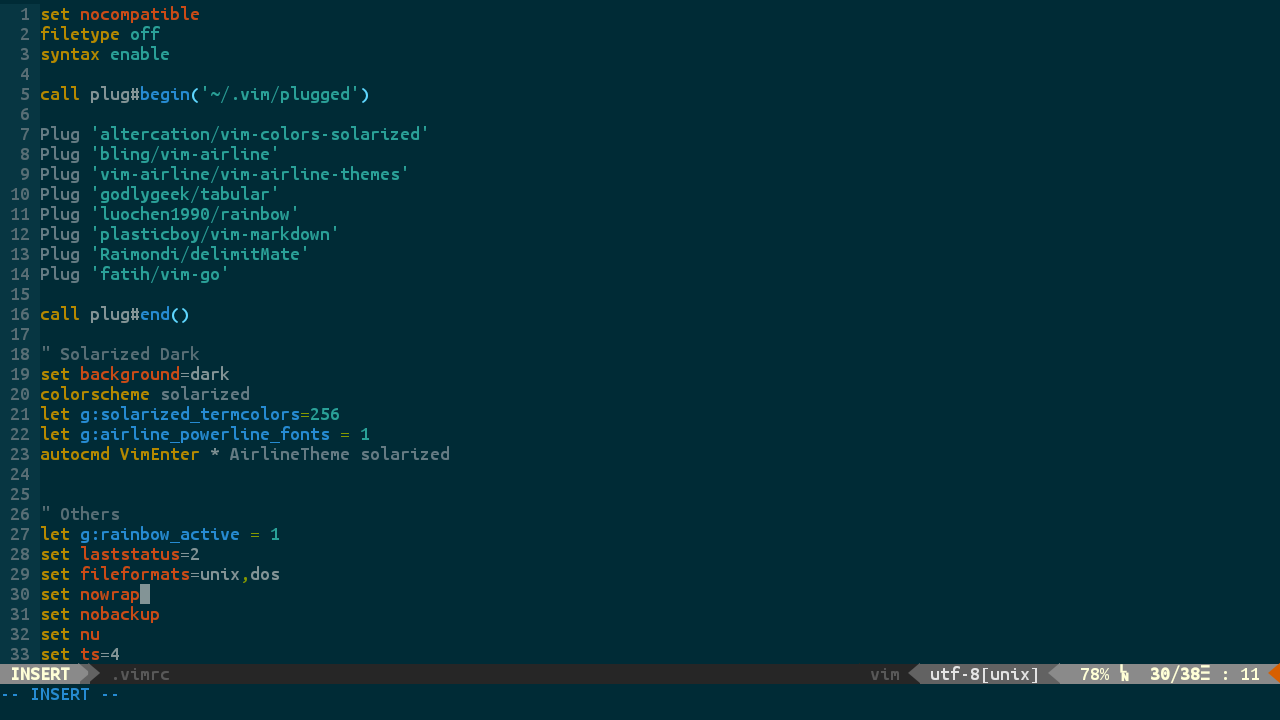 1 set nocompatible
2 filetype off
3 syntax enable
4
5 call plug#begin('~/.vim/plugged')
6
7 Plug 'altercation/vim-colors-solarized'
8 Plug 'bling/vim-airline'
9 Plug 'vim-airline/vim-airline-themes'
10 Plug 'godlygeek/tabular'
11 Plug 'luochen1990/rainbow'
12 Plug 'plasticboy/vim-markdown'
13 Plug 'Raimondi/delimitMate'
14 Plug 'fatih/vim-go'
15
16 call plug#end()
17
18 " Solarized Dark
19 set background=dark
20 colorscheme solarized
21 let g:solarized_termcolors=256
22 let g:airline_powerline_fonts = 1
23 autocmd VimEnter * AirlineTheme solarized
24
25
26 " Others
27 let g:rainbow_active = 1
28 set laststatus=2
29 set fileformats=unix,dos
30 set nowrap
31 set nobackup
32 set nu
33 set ts=4
INSERT .vimrc vim utf-8[unix] 78% ㏑ 30/38☰ : 11
-- INSERT --